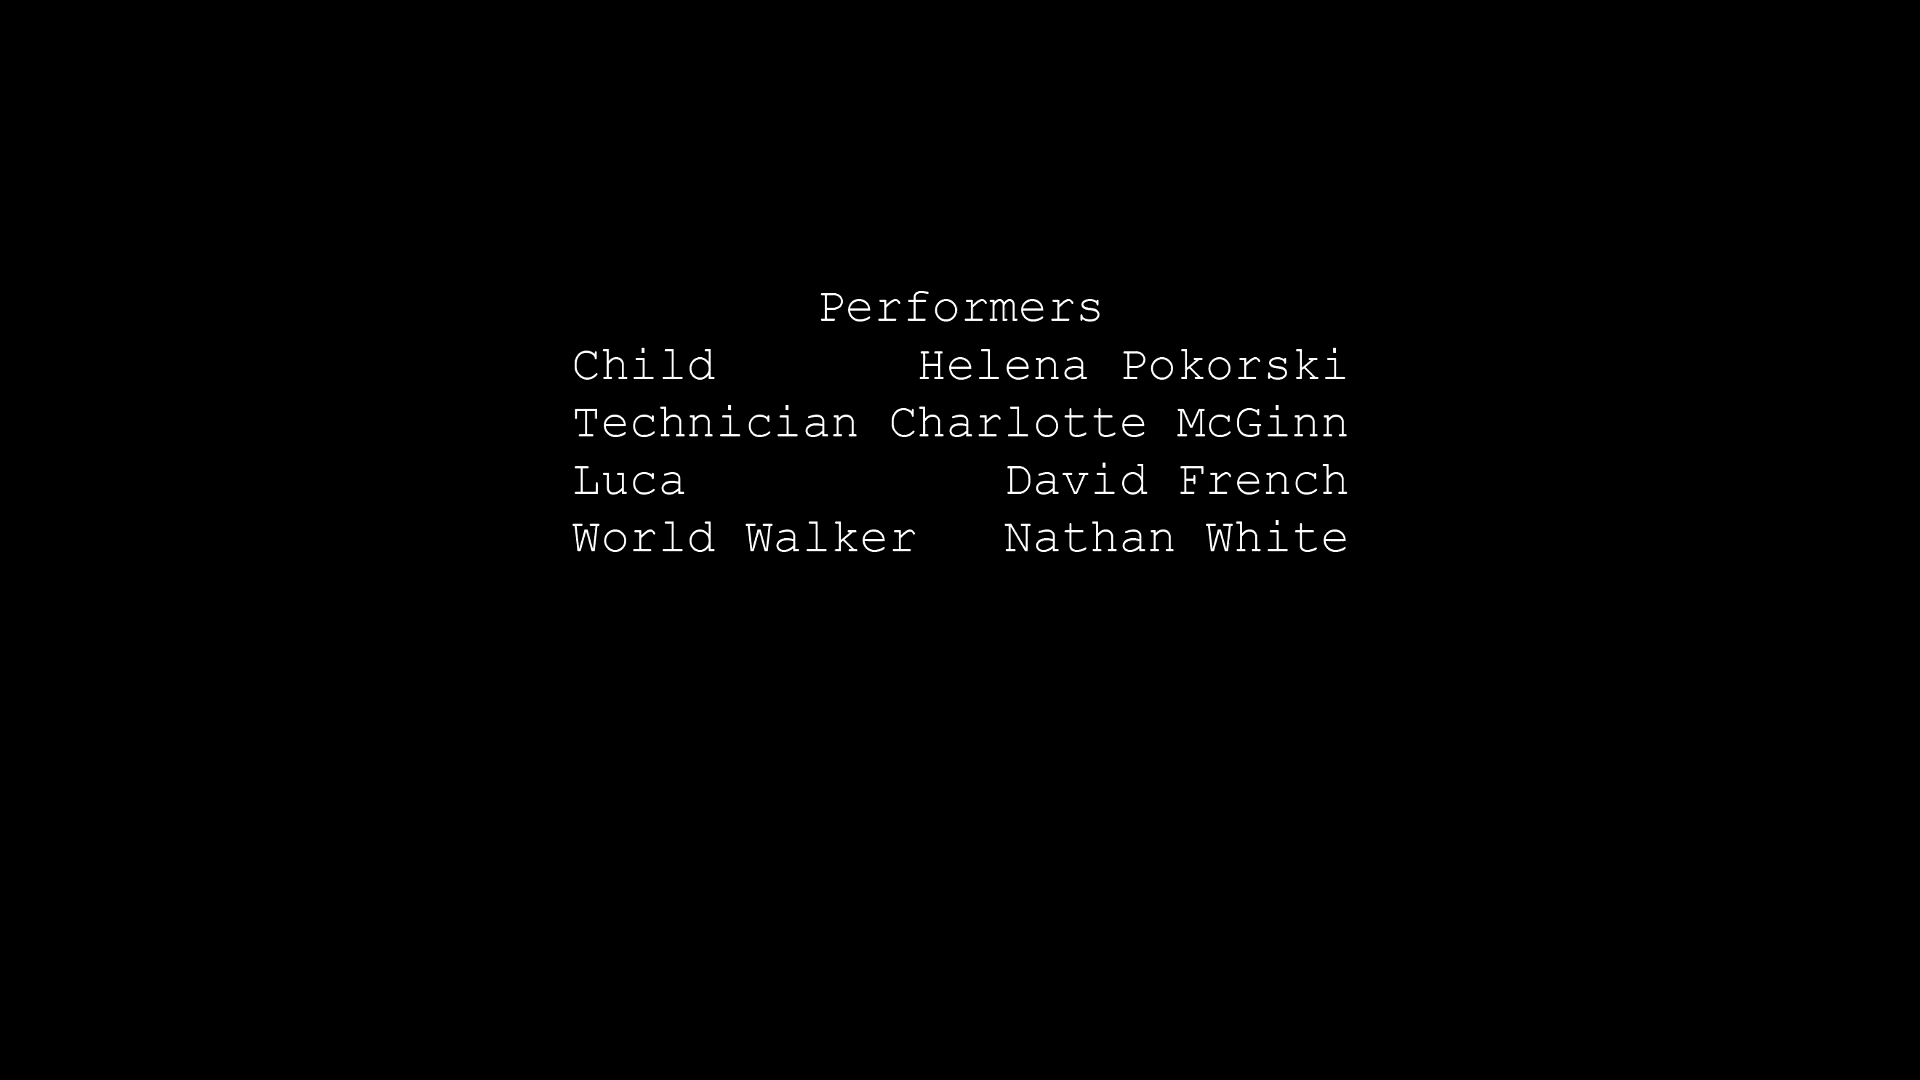 Performers
Child Helena Pokorski
Technician Charlotte McGinn
Luca David French
World Walker Nathan White